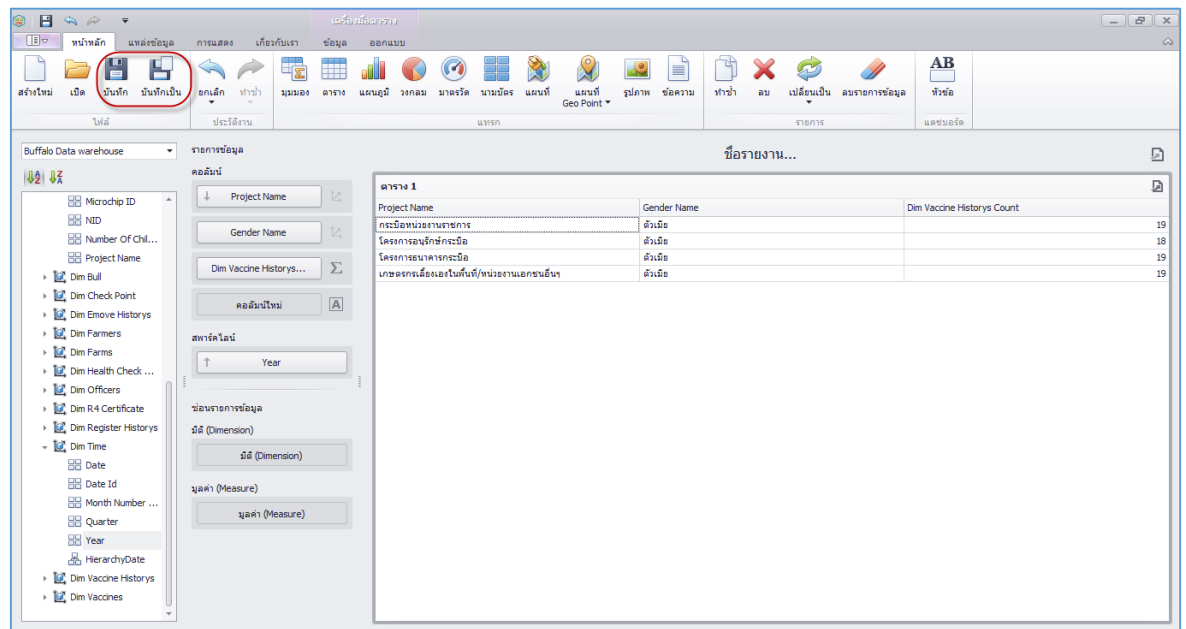 เครื่องมือตาราง
หน้าหลัก แหล่งข้อมูล การแสดง เกี่ยวกับเรา ข้อมูล ออกแบบ
สร้างใหม่ เปิด บันทึก บันทึกเป็น ยกเลิก ทำซ้ำ มุมมอง ตาราง แผนภูมิ วงกลม มาตรวัด นามบัตร แผนที่ แผนที่ Geo Point รูปภาพ ข้อความ ทำซ้ำ ลบ เปลี่ยนเป็น ลบรายการข้อมูล AB หัวข้อ
ไฟล์ ประวัติงาน แทรก รายการ แดชบอร์ด
Buffalo Data warehouse
รายการข้อมูล
ชื่อรายงาน...
คอลัมน์
Microchip ID
NID
Number Of Chil...
Project Name
Dim Bull
Dim Check Point
Dim Emove Historys
Dim Farmers
Dim Farms
Dim Health Check ...
Dim Officers
Dim R4 Certificate
Dim Register Historys
Dim Time
Date
Date Id
Month Number ...
Quarter
Year
HierarchyDate
Dim Vaccine Historys
Dim Vaccines
Project Name
Gender Name
Dim Vaccine Historys... Σ
คอลัมน์ใหม่ A
สพาร์คไลน์
Year
ซ่อนรายการข้อมูล
มิติ (Dimension)
มิติ (Dimension)
มูลค่า (Measure)
มูลค่า (Measure)
ตาราง 1
Project Name Gender Name Dim Vaccine Historys Count
กระบือหน่วยงานราชการ ตัวเมีย 19
โครงการอนุรักษ์กระบือ ตัวเมีย 18
โครงการธนาคารกระบือ ตัวเมีย 19
เกษตรกรเลี้ยงเองในพื้นที่/หน่วยงานเอกชนอื่นๆ ตัวเมีย 19